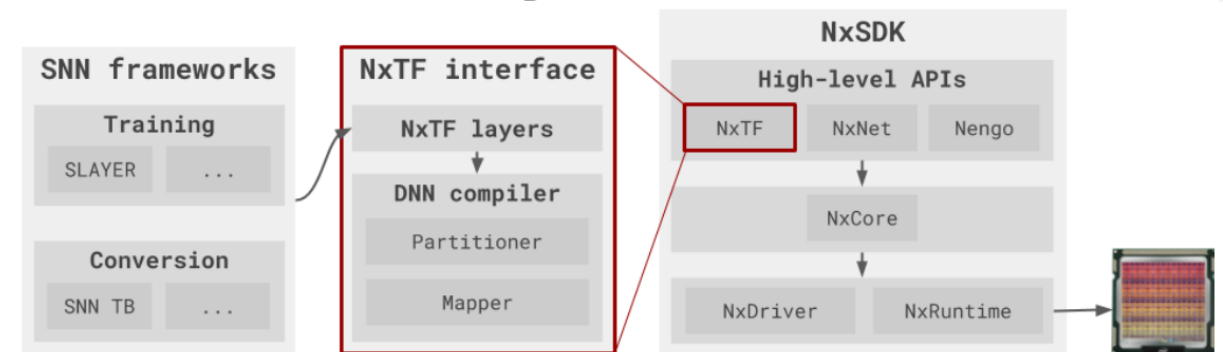 SNN frameworks
Training
SLAYER
...
Conversion
SNN TB
...
NxTF interface
NxTF layers
DNN compiler
Partitioner
Mapper
NxSDK
High-level APIs
NxTF
NxNet
Nengo
NxCore
NxDriver
NxRuntime